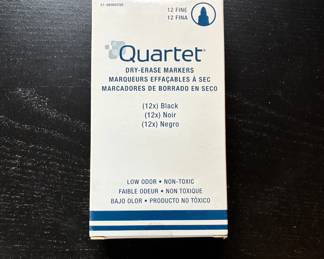 12 FINE
12 FINA
Quartet
DRY-ERASE MARKERS
MARQUEURS EFFAÇABLES À SEC
MARCADORES DE BORRADO EN SECO
(12x) Black
(12x) Noir
(12x) Negro
LOW ODOR • NON-TOXIC
FAIBLE ODEUR • NON TOXIQUE
BAJO OLOR • PRODUCTO NO TÓXICO